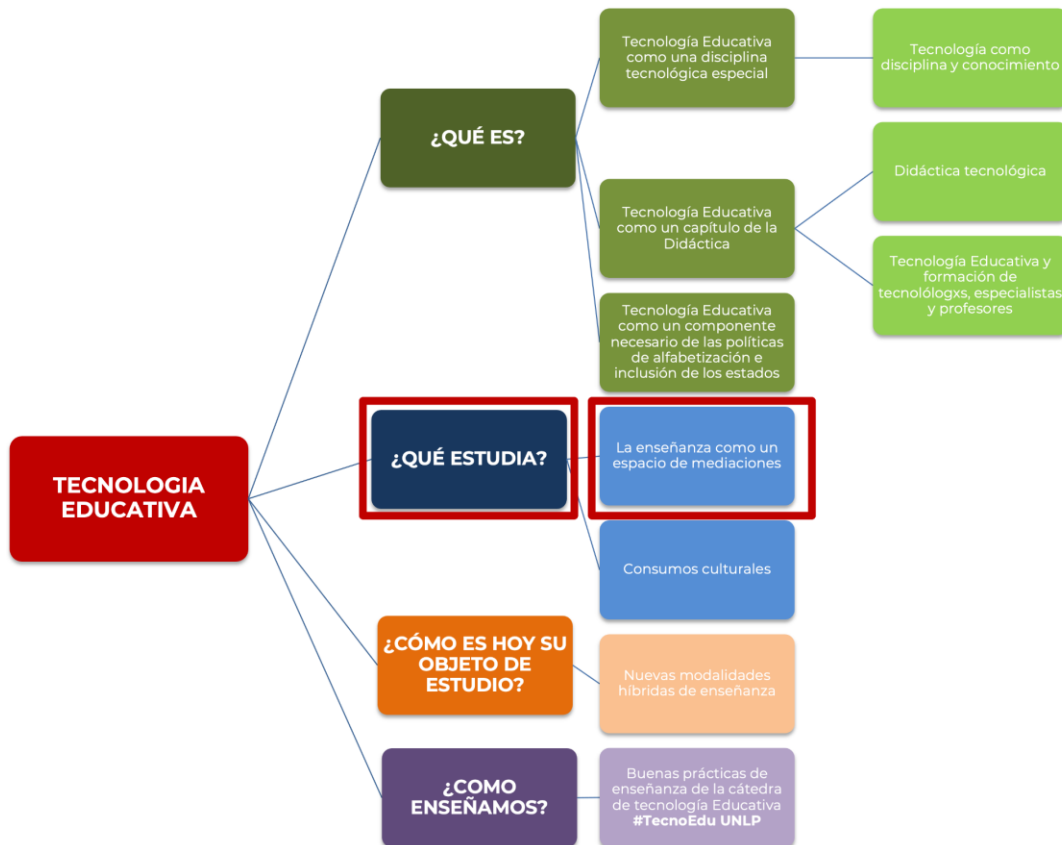 TECNOLOGIA
EDUCATIVA
¿QUÉ ES?
Tecnología Educativa
como una disciplina
tecnológica especial
Tecnología como
disciplina y conocimiento
Tecnología Educativa
como un capítulo de la
Didáctica
Didáctica tecnológica
Tecnología Educativa y
formación de
tecnolólogxs, especialistas
y profesores
Tecnología Educativa
como un componente
necesario de las políticas
de alfabetización e
inclusión de los estados
¿QUÉ ESTUDIA?
La enseñanza como un
espacio de mediaciones
Consumos culturales
¿CÓMO ES HOY SU
OBJETO DE
ESTUDIO?
Nuevas modalidades
híbridas de enseñanza
¿COMO
ENSEÑAMOS?
Buenas prácticas de
enseñanza de la cátedra
de tecnología Educativa
#TecnoEdu UNLP